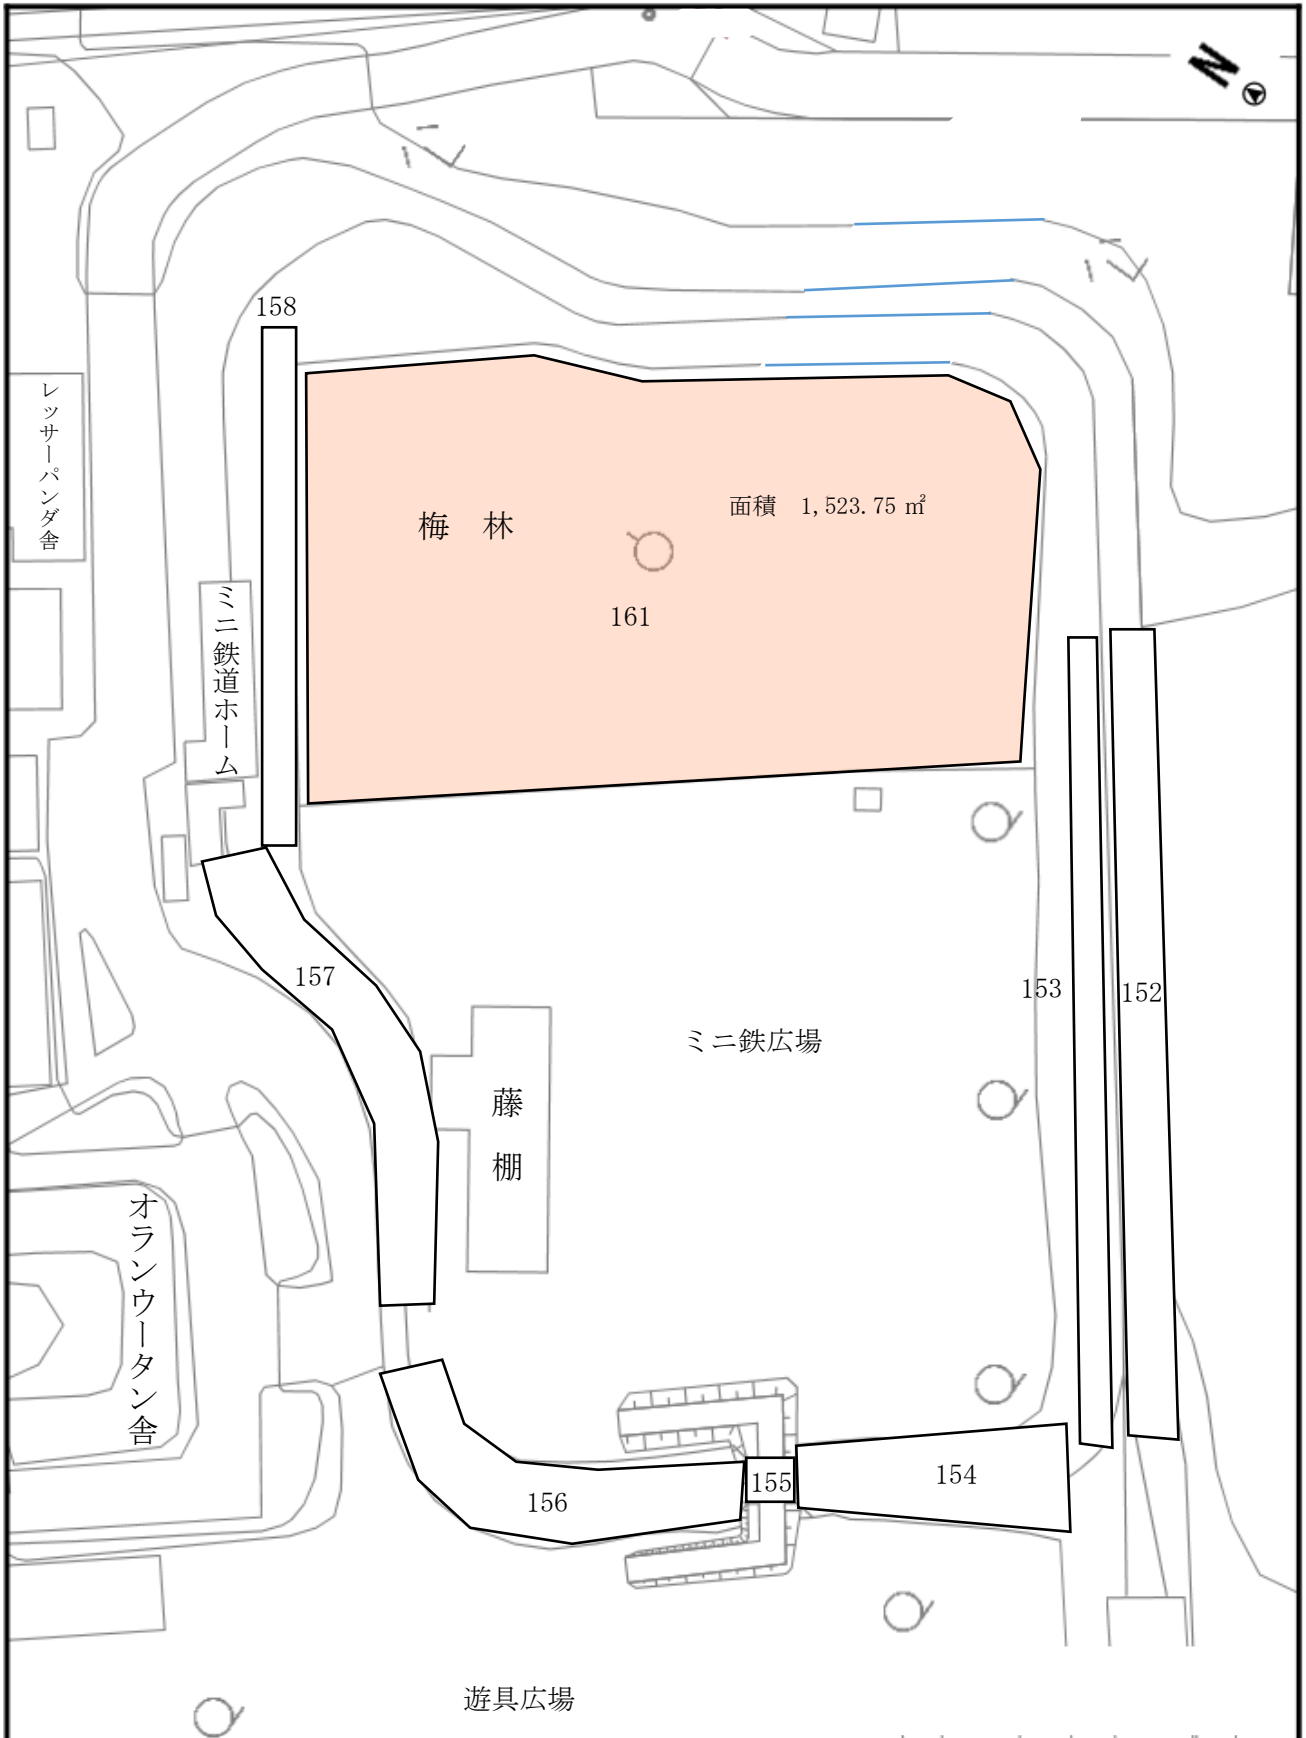 N
158
レッサーパンダ舎
梅　林
面積　1,523.75 ㎡
161
ミニ鉄道ホーム
157
153
152
ミニ鉄広場
藤棚
オランウータン舎
154
155
156
遊具広場